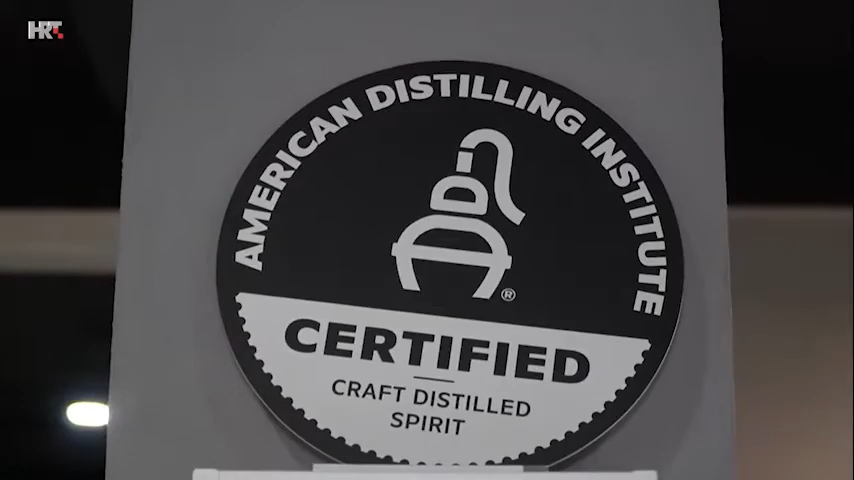 HRT
AMERICAN DISTILLING INSTITUTE
®
CERTIFIED
CRAFT DISTILLED
SPIRIT